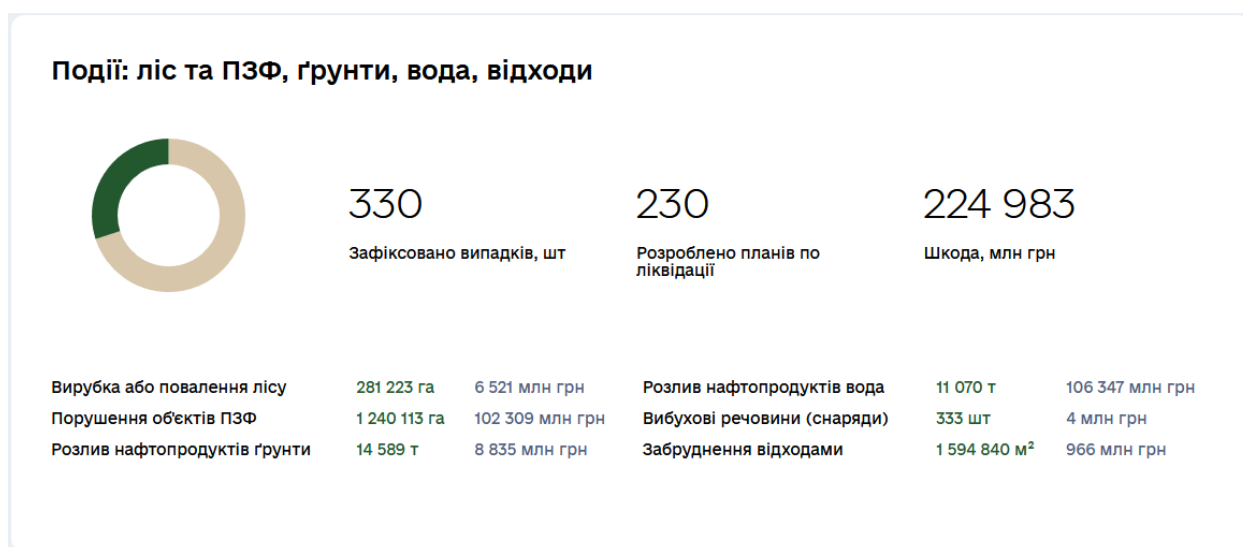 Події: ліс та ПЗФ, ґрунти, вода, відходи
330
Зафіксовано випадків, шт
230
Розроблено планів по
ліквідації
224 983
Шкода, млн грн
Вирубка або повалення лісу 281 223 га 6 521 млн грн
Порушення об'єктів ПЗФ 1 240 113 га 102 309 млн грн
Розлив нафтопродуктів ґрунти 14 589 т 8 835 млн грн
Розлив нафтопродуктів вода 11 070 т 106 347 млн грн
Вибухові речовини (снаряди) 333 шт 4 млн грн
Забруднення відходами 1 594 840 м² 966 млн грн